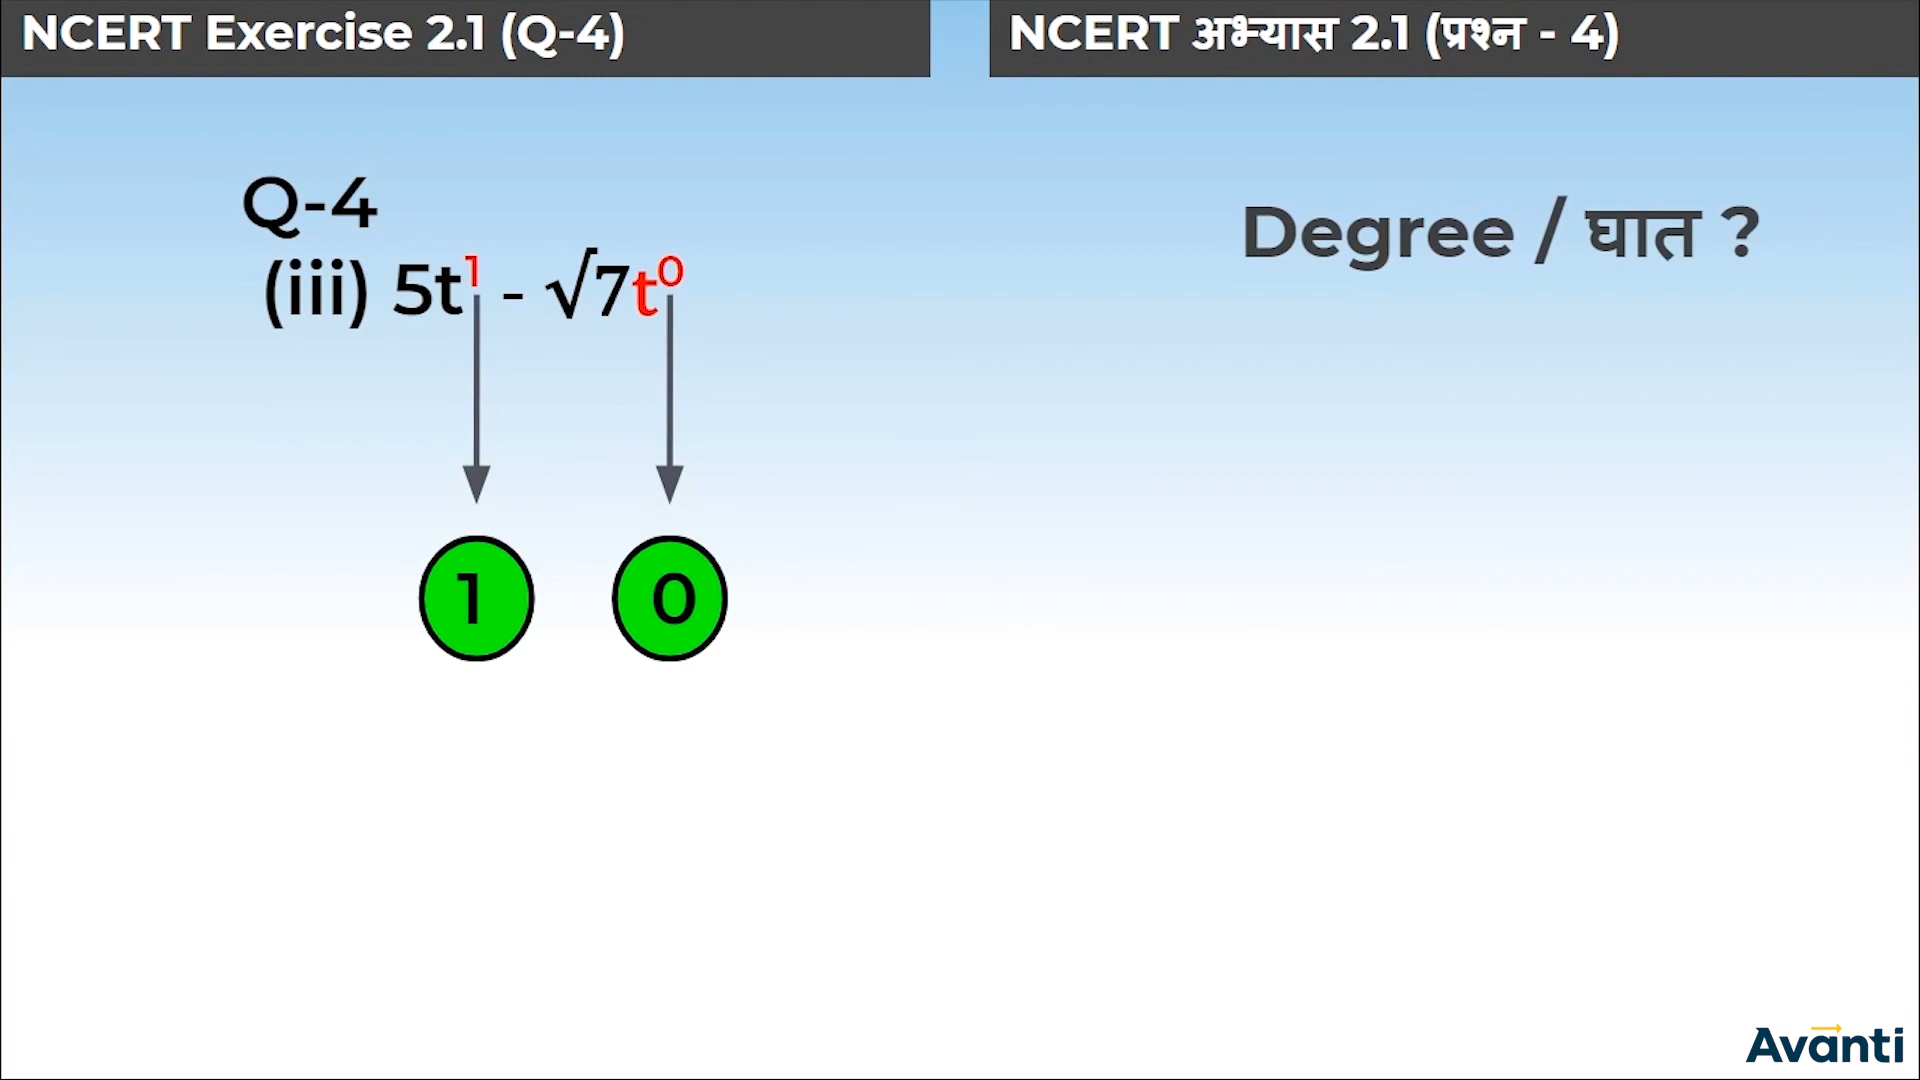 NCERT Exercise 2.1 (Q-4)
NCERT अभ्यास 2.1 (प्रश्न - 4)
Q-4
(iii) 5t¹ - √7t⁰
1 0
Degree / घात ?
Avanti